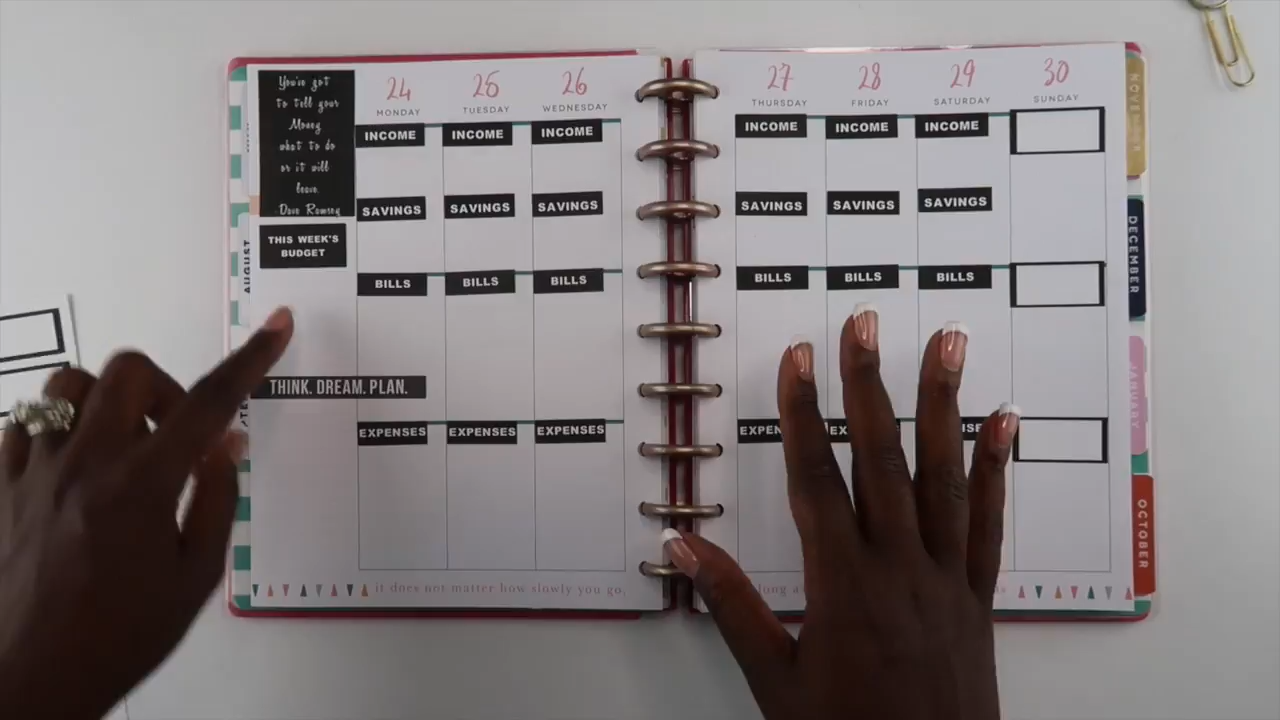 You've got
to tell your
Money
what to do
or it will
leave.
Dave Ramsey
THIS WEEK'S
BUDGET
THINK. DREAM. PLAN.
24 25 26 27 28 29 30
MONDAY TUESDAY WEDNESDAY THURSDAY FRIDAY SATURDAY SUNDAY
INCOME INCOME INCOME INCOME INCOME INCOME
SAVINGS SAVINGS SAVINGS SAVINGS SAVINGS SAVINGS
BILLS BILLS BILLS BILLS BILLS BILLS
EXPENSES EXPENSES EXPENSES
it does not matter how slowly you go,
AUGUST
DECEMBER
JANUARY
OCTOBER